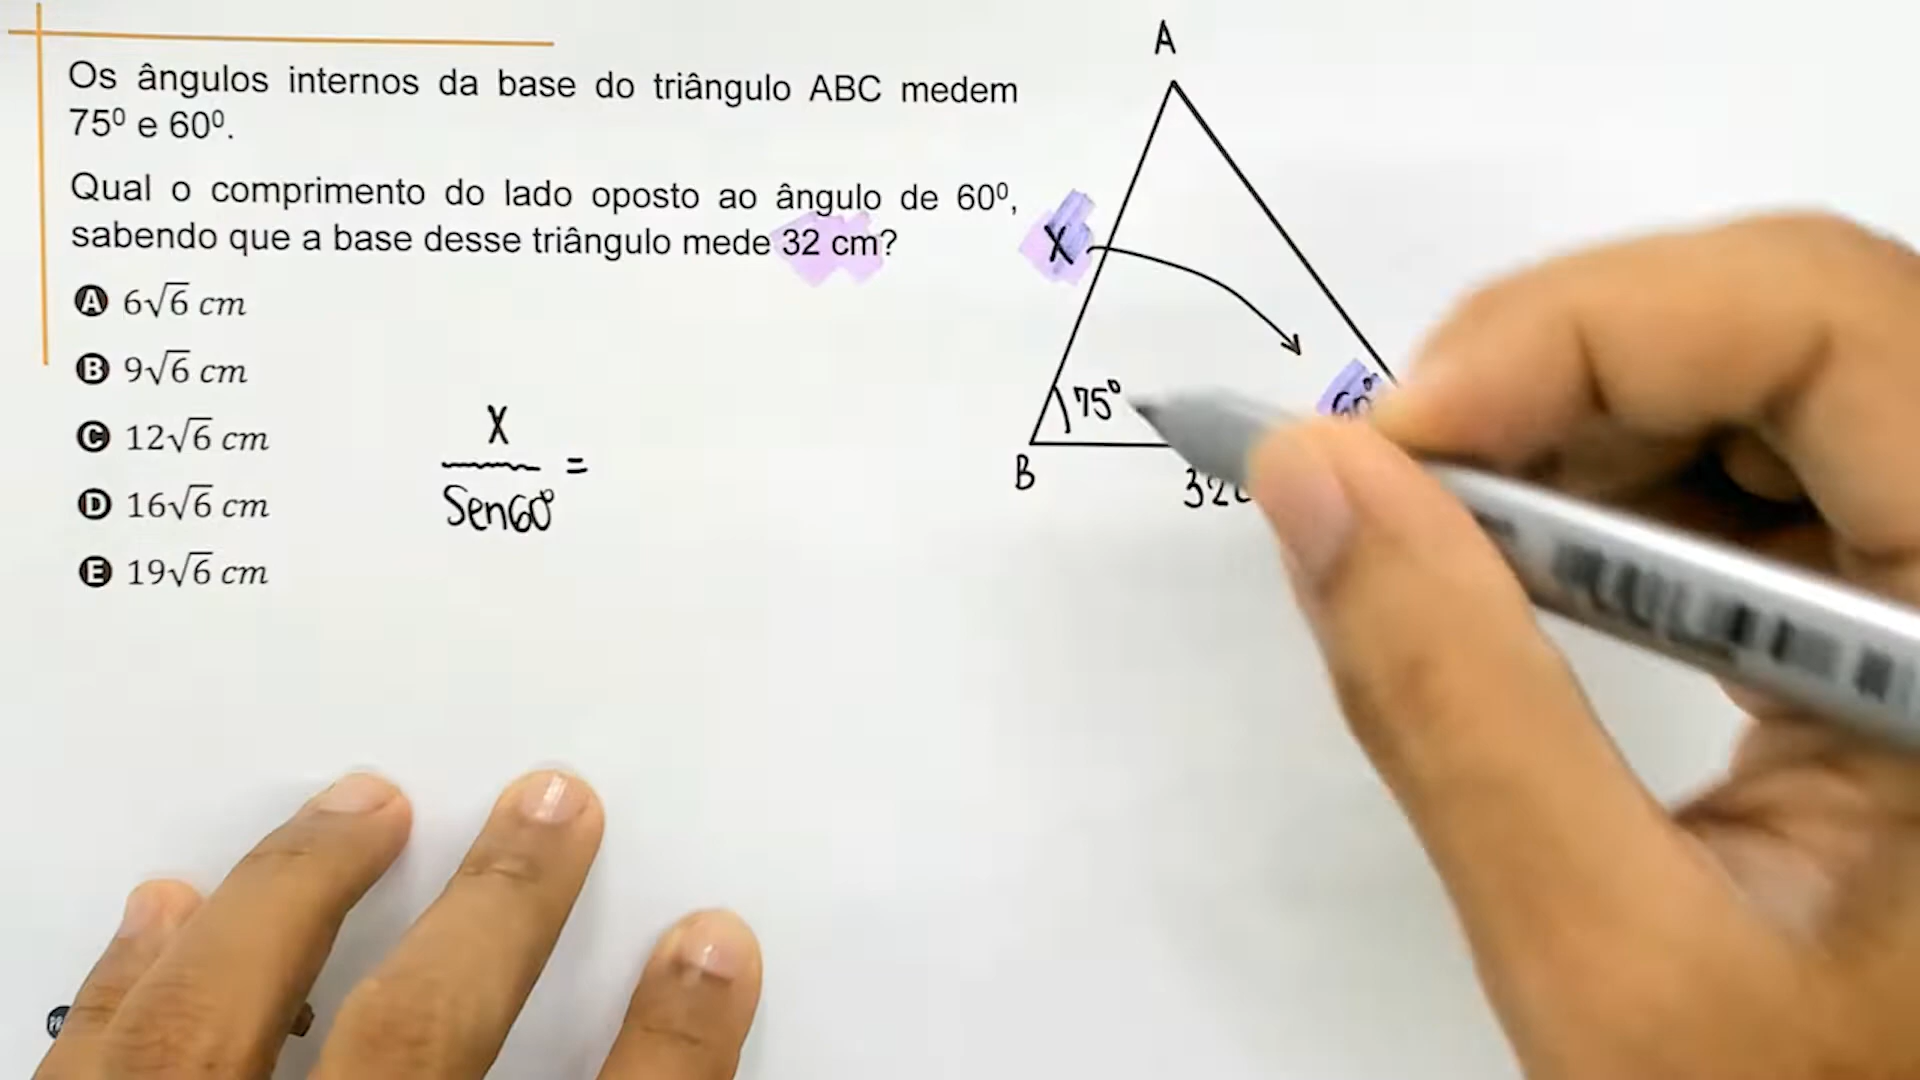 Os ângulos internos da base do triângulo ABC medem
75⁰ e 60⁰.
Qual o comprimento do lado oposto ao ângulo de 60⁰,
sabendo que a base desse triângulo mede 32 cm?
A 6√6 cm
B 9√6 cm
C 12√6 cm
D 16√6 cm
E 19√6 cm
X
Sen60° =
A
X
75°
60°
B
32